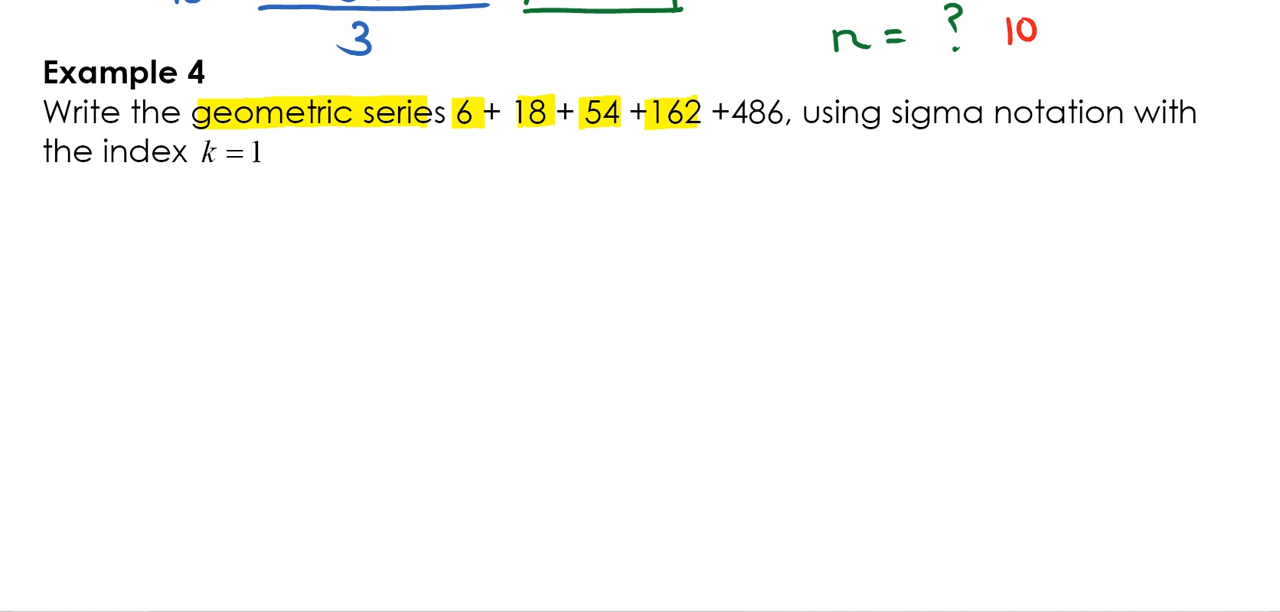 3
n = ? 10
Example 4
Write the geometric series 6 + 18 + 54 +162 +486, using sigma notation with
the index k = 1